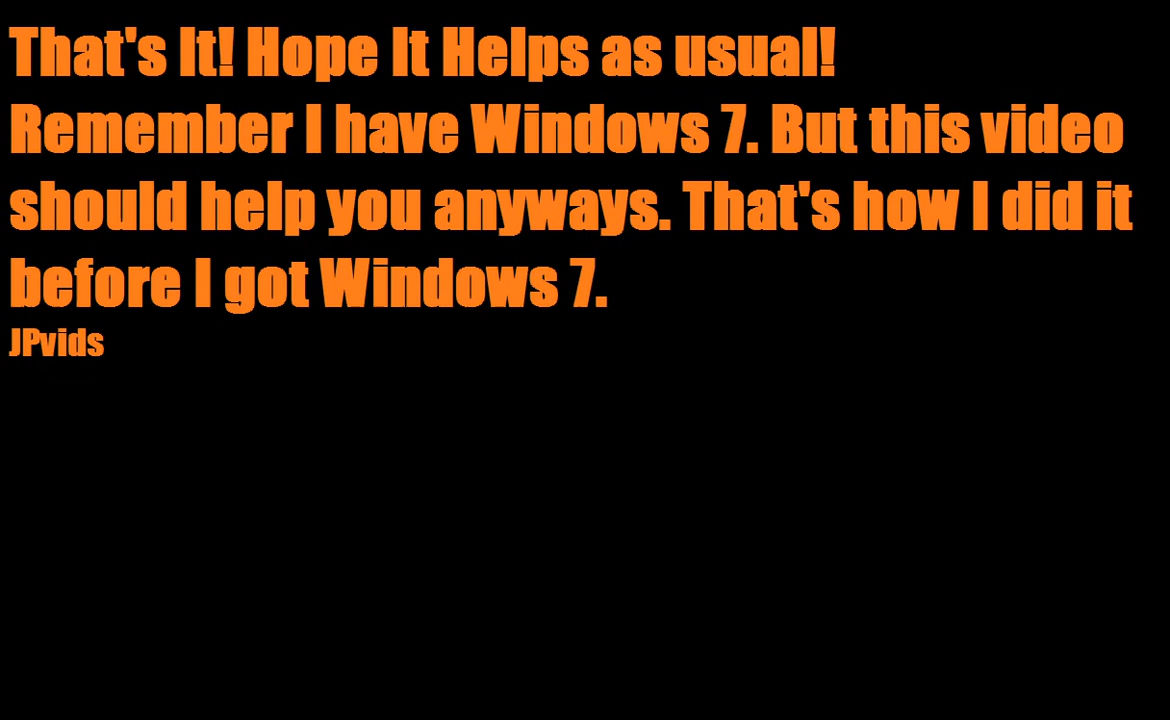 That's It! Hope It Helps as usual!
Remember I have Windows 7. But this video
should help you anyways. That's how I did it
before I got Windows 7.
JPvids